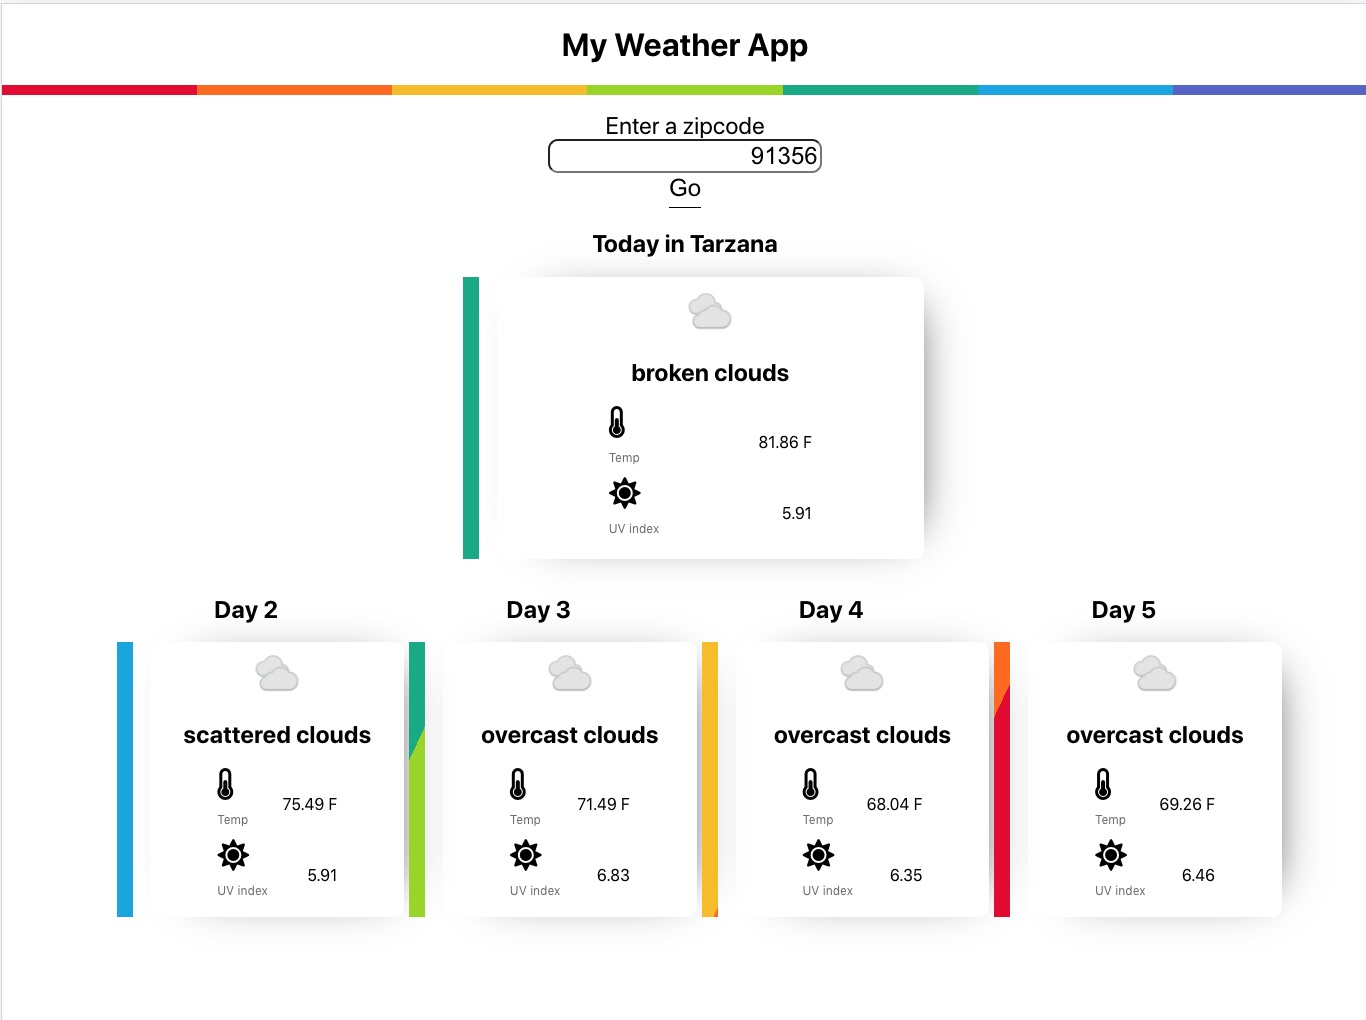 My Weather App
Enter a zipcode
91356
Go
Today in Tarzana
broken clouds
Temp
81.86 F
UV index
5.91
Day 2
scattered clouds
Temp
75.49 F
UV index
5.91
Day 3
overcast clouds
Temp
71.49 F
UV index
6.83
Day 4
overcast clouds
Temp
68.04 F
UV index
6.35
Day 5
overcast clouds
Temp
69.26 F
UV index
6.46